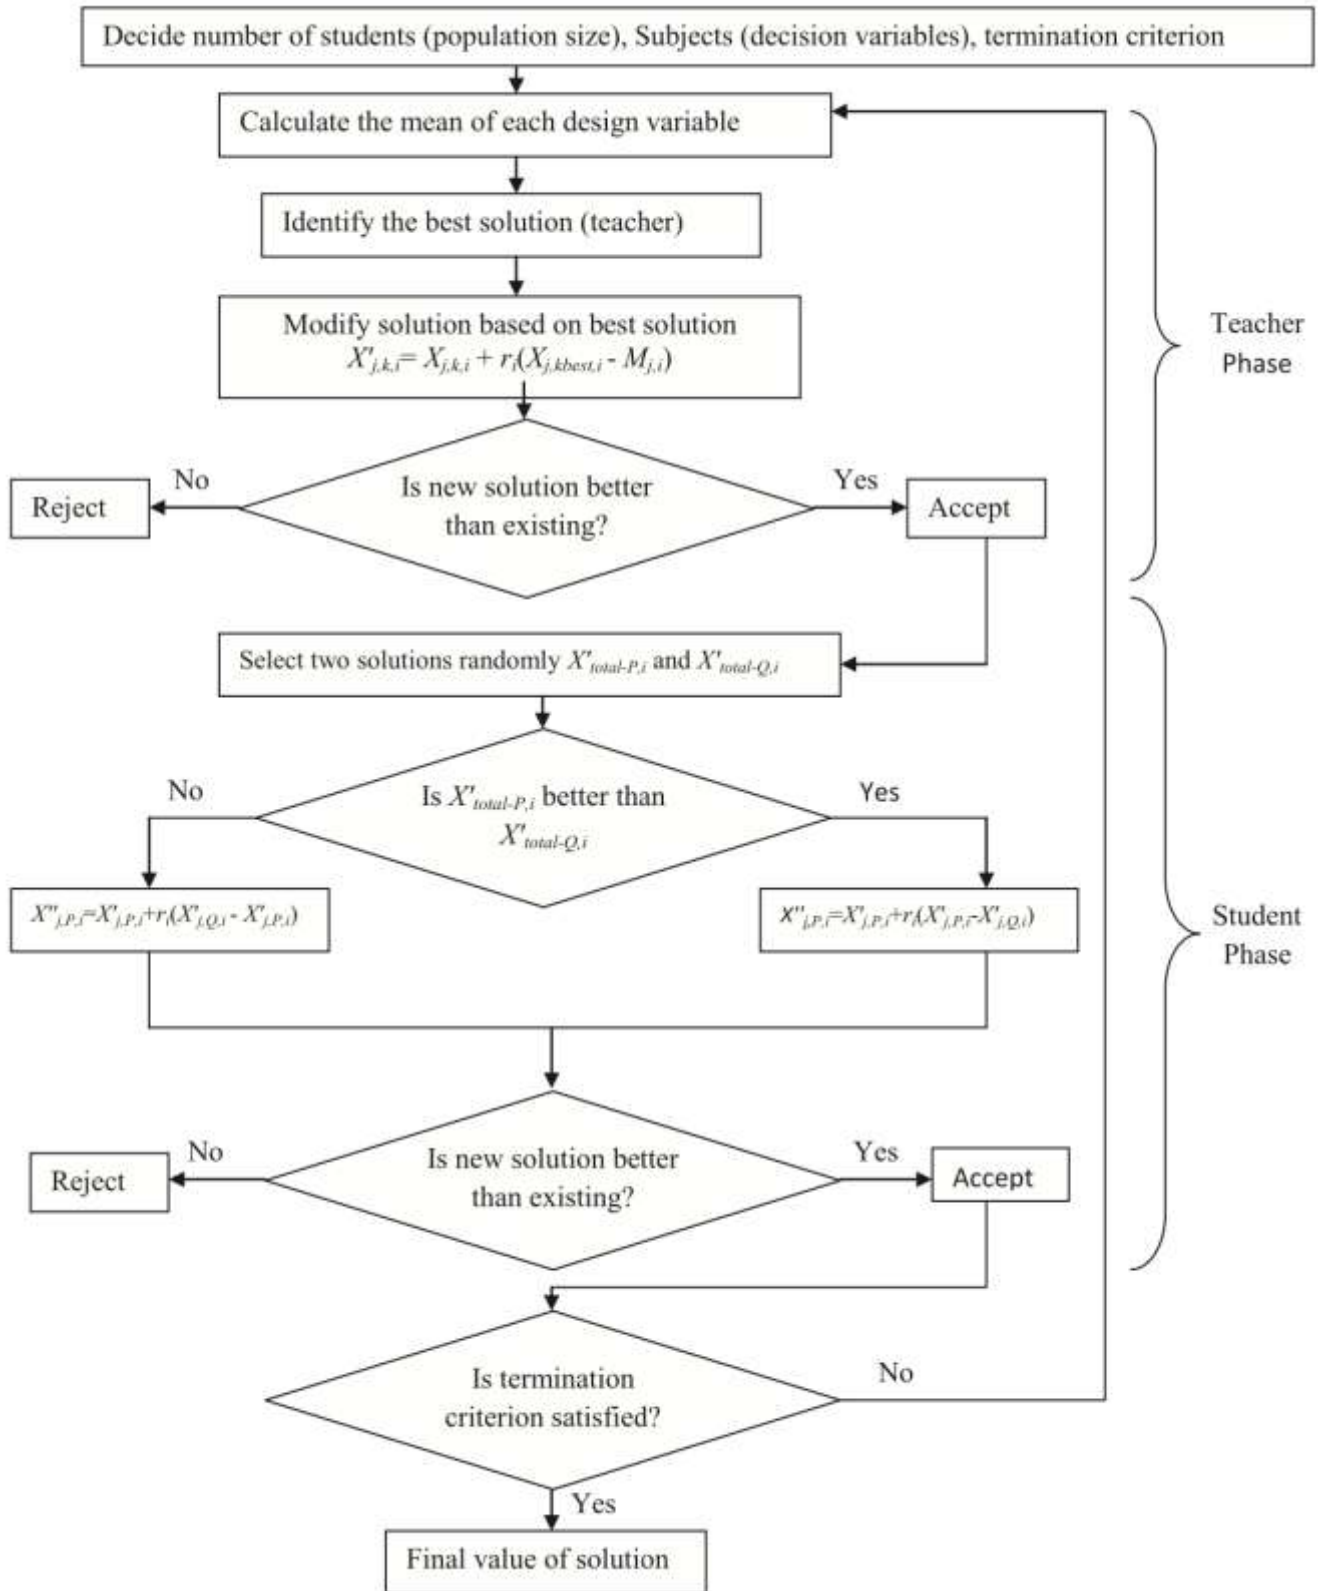 Decide number of students (population size), Subjects (decision variables), termination criterion
Calculate the mean of each design variable
Identify the best solution (teacher)
Modify solution based on best solution
X'j,k,i= Xj,k,i + ri(Xj,kbest,i - Mj,i)
Teacher
Phase
Is new solution better
than existing?
No
Reject
Yes
Accept
Select two solutions randomly X'total-P,i and X'total-Q,i
Is X'total-P,i better than
X'total-Q,i
No
Yes
X''j,P,i=X'j,P,i+ri(X'j,Q,i - X'j,P,i)
X''j,P,i=X'j,P,i+ri(X'j,P,i-X'j,Q,i)
Student
Phase
Is new solution better
than existing?
No
Reject
Yes
Accept
Is termination
criterion satisfied?
No
Yes
Final value of solution